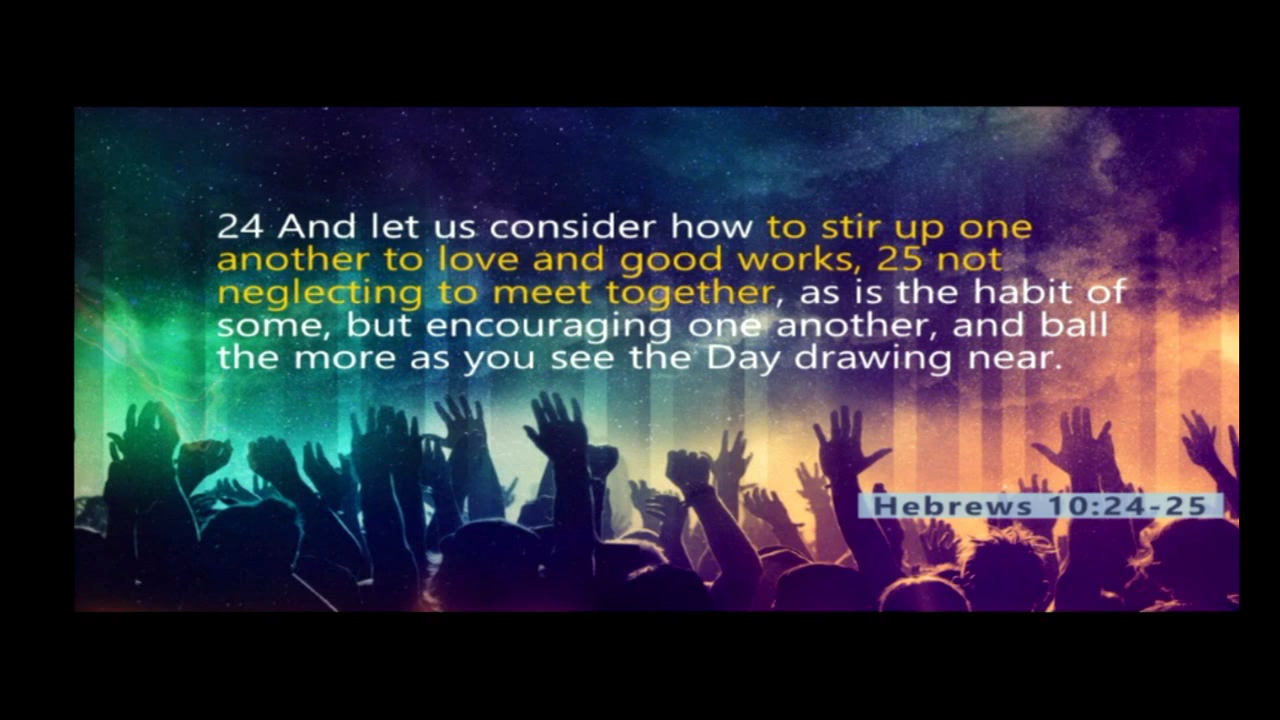 24 And let us consider how to stir up one
another to love and good works, 25 not
neglecting to meet together, as is the habit of
some, but encouraging one another, and ball
the more as you see the Day drawing near.
Hebrews 10:24-25